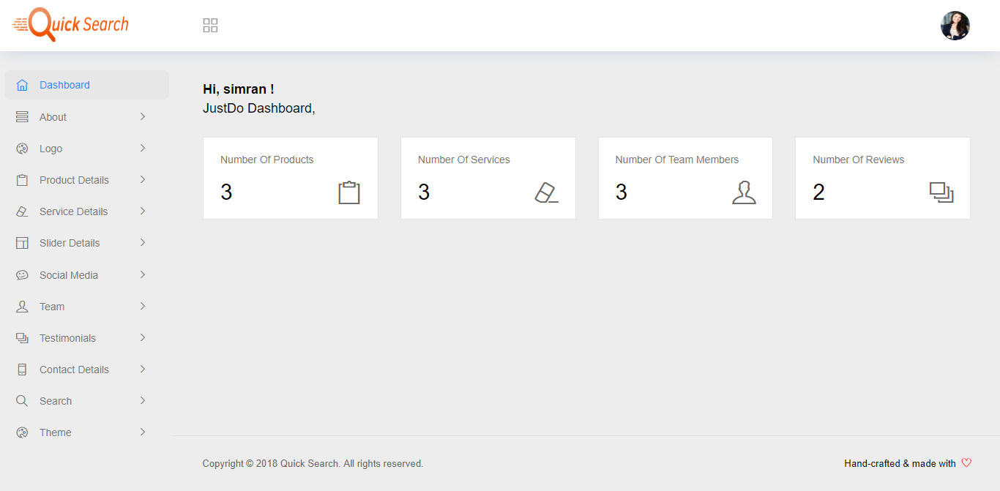 Quick Search
Dashboard
About
Logo
Product Details
Service Details
Slider Details
Social Media
Team
Testimonials
Contact Details
Search
Theme
Hi, simran !
JustDo Dashboard,
Number Of Products
3
Number Of Services
3
Number Of Team Members
3
Number Of Reviews
2
Copyright © 2018 Quick Search. All rights reserved.
Hand-crafted & made with